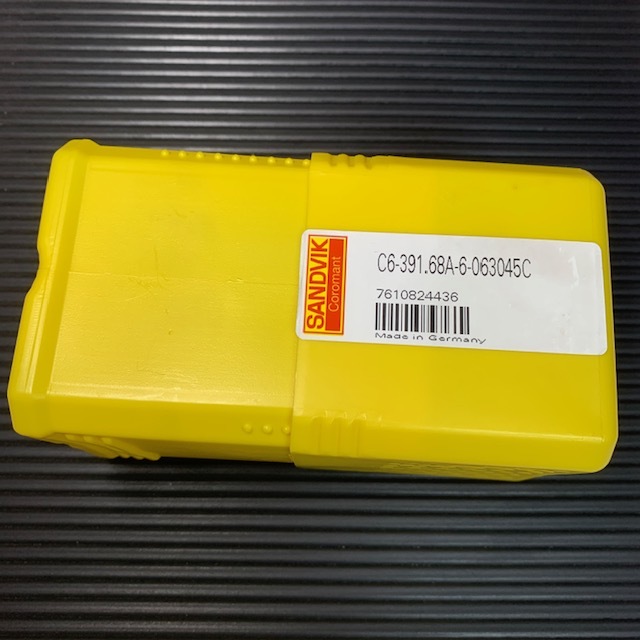 SANDVIK
Coromant
C6-391.68A-6-063045C
7610824436
Made in Germany